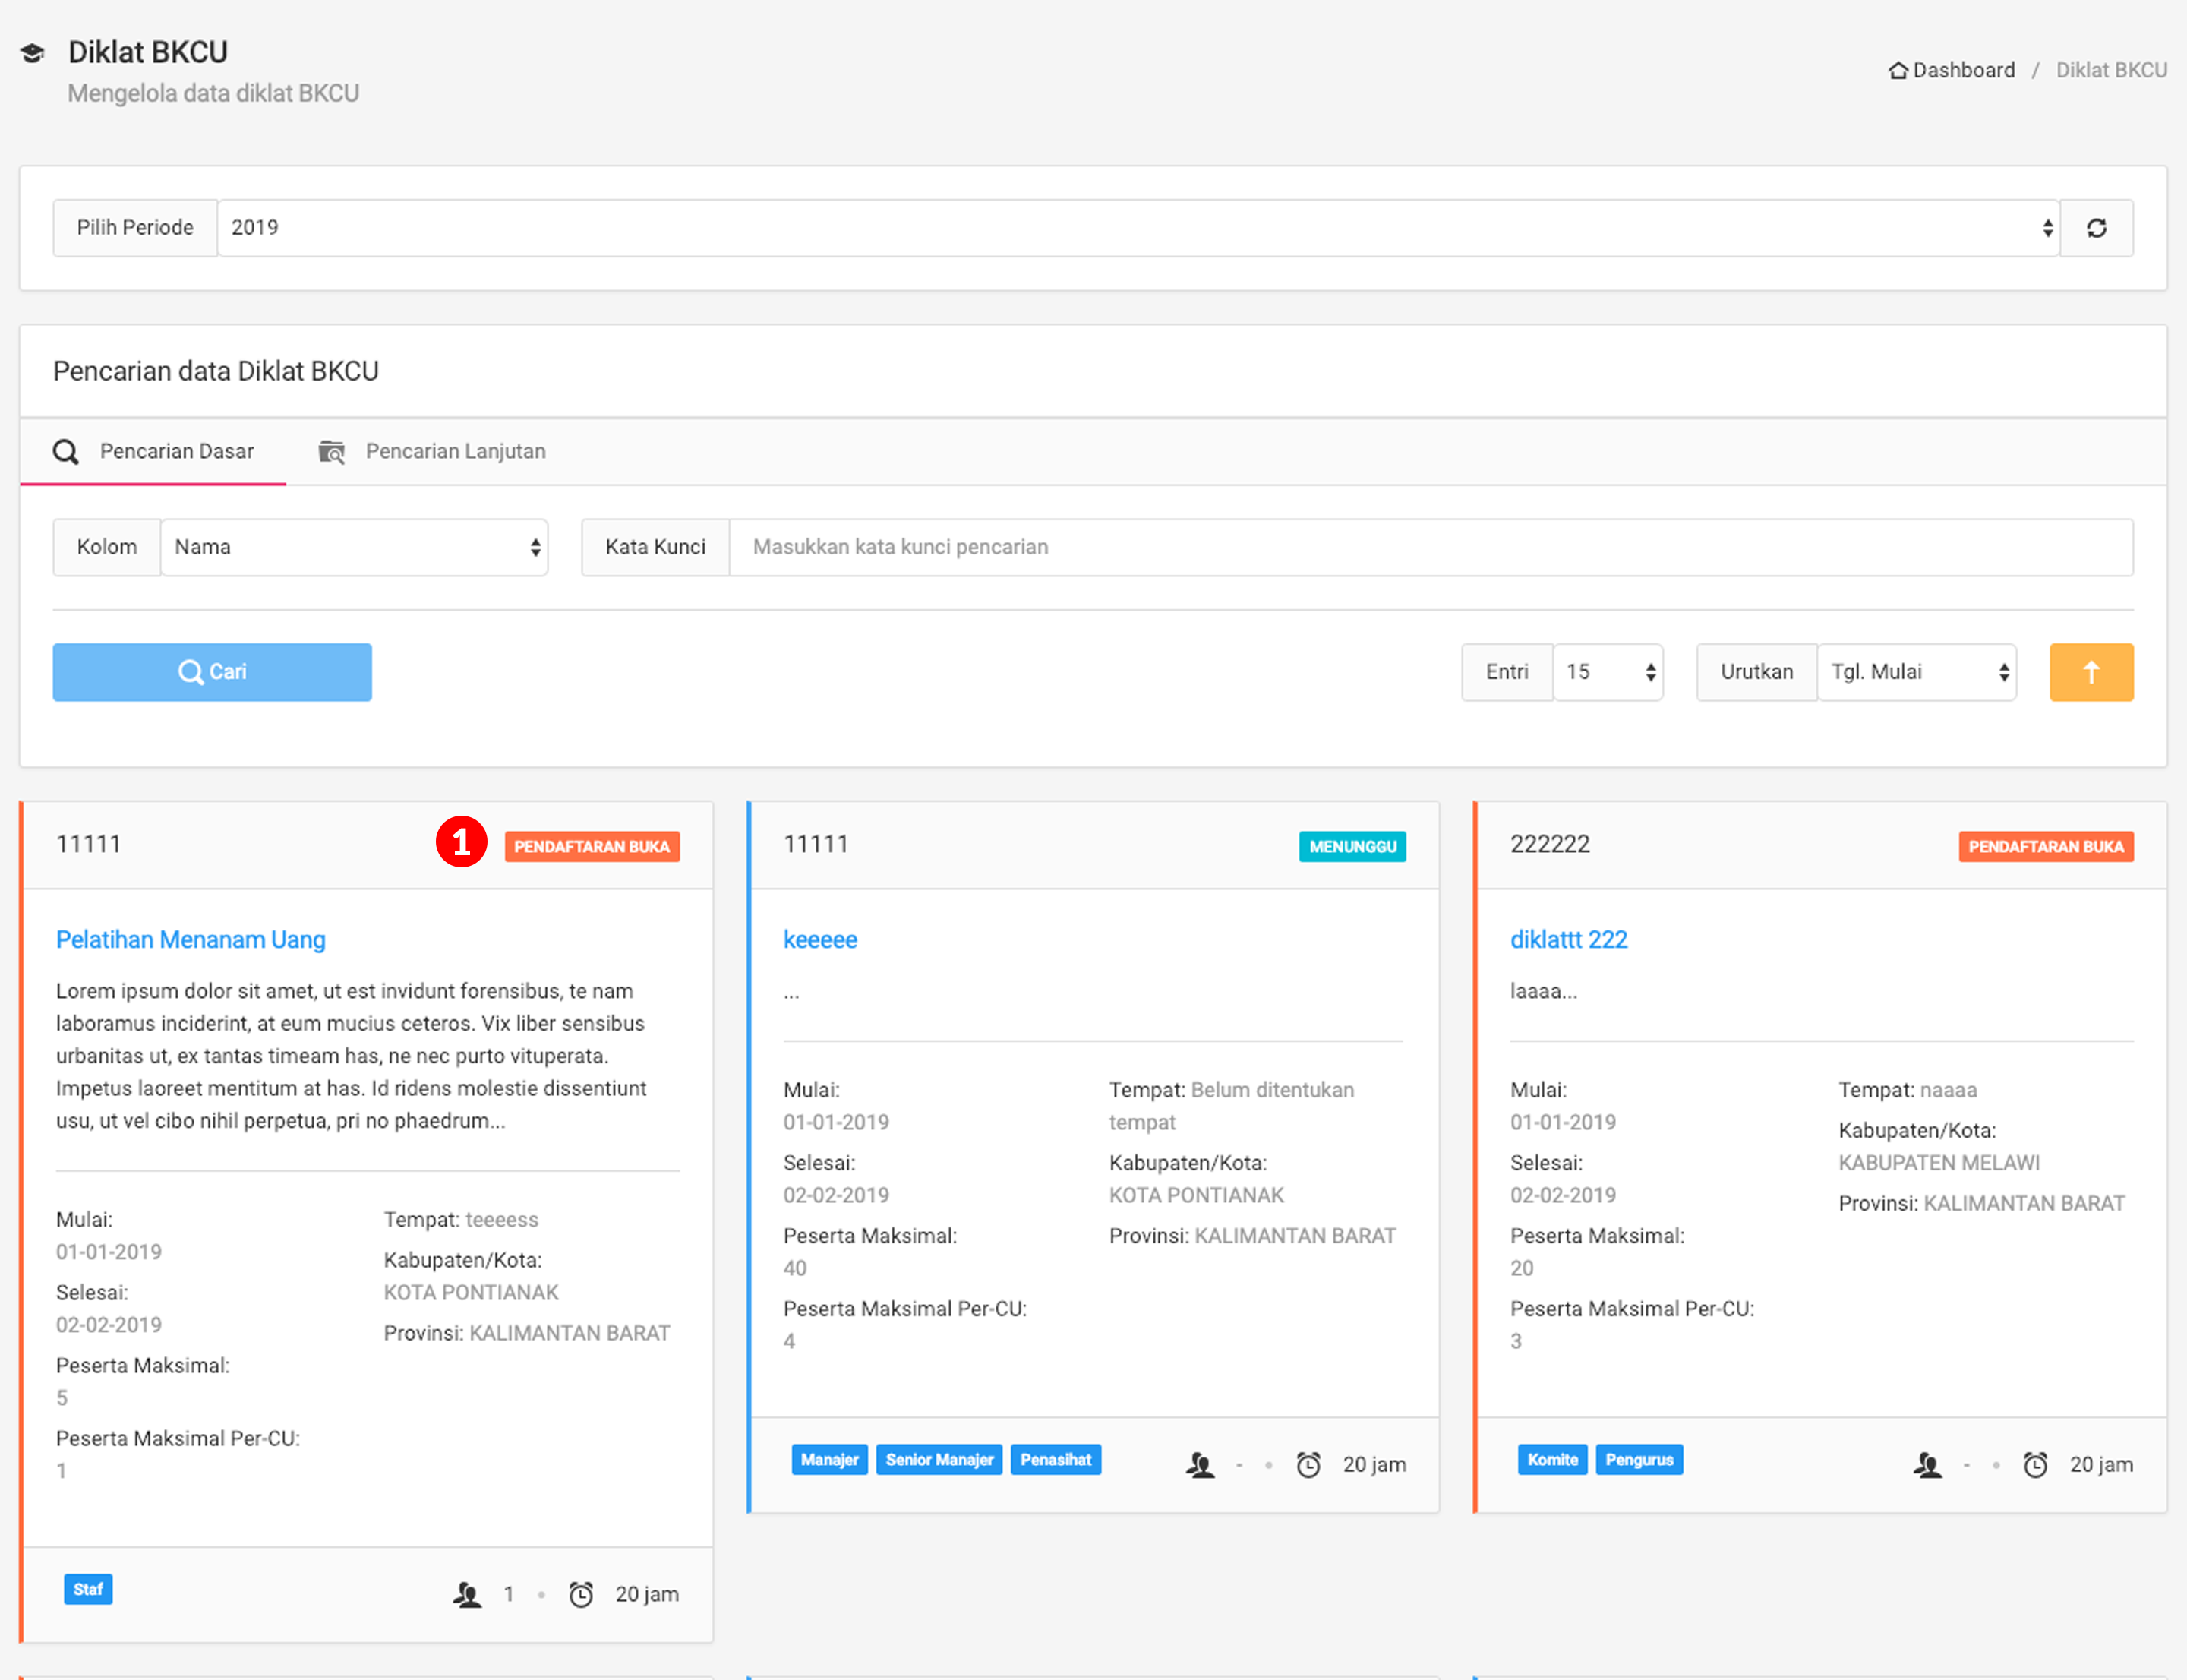 Diklat BKCU
Mengelola data diklat BKCU
Dashboard / Diklat BKCU
Pilih Periode 2019
Pencarian data Diklat BKCU
Pencarian Dasar Pencarian Lanjutan
Kolom Nama Kata Kunci Masukkan kata kunci pencarian
Cari Entri 15 Urutkan Tgl. Mulai
11111 1 PENDAFTARAN BUKA
Pelatihan Menanam Uang
Lorem ipsum dolor sit amet, ut est invidunt forensibus, te nam
laboramus inciderint, at eum mucius ceteros. Vix liber sensibus
urbanitas ut, ex tantas timeam has, ne nec purto vituperata.
Impetus laoreet mentitum at has. Id ridens molestie dissentiunt
usu, ut vel cibo nihil perpetua, pri no phaedrum...
Mulai:
01-01-2019
Selesai:
02-02-2019
Peserta Maksimal:
5
Peserta Maksimal Per-CU:
1
Tempat: teeeess
Kabupaten/Kota:
KOTA PONTIANAK
Provinsi: KALIMANTAN BARAT
Staf 1 • 20 jam
11111 MENUNGGU
keeeee
...
Mulai:
01-01-2019
Selesai:
02-02-2019
Peserta Maksimal:
40
Peserta Maksimal Per-CU:
4
Tempat: Belum ditentukan
tempat
Kabupaten/Kota:
KOTA PONTIANAK
Provinsi: KALIMANTAN BARAT
Manajer Senior Manajer Penasihat - • 20 jam
222222 PENDAFTARAN BUKA
diklattt 222
laaaa...
Mulai:
01-01-2019
Selesai:
02-02-2019
Peserta Maksimal:
20
Peserta Maksimal Per-CU:
3
Tempat: naaaa
Kabupaten/Kota:
KABUPATEN MELAWI
Provinsi: KALIMANTAN BARAT
Komite Pengurus - • 20 jam